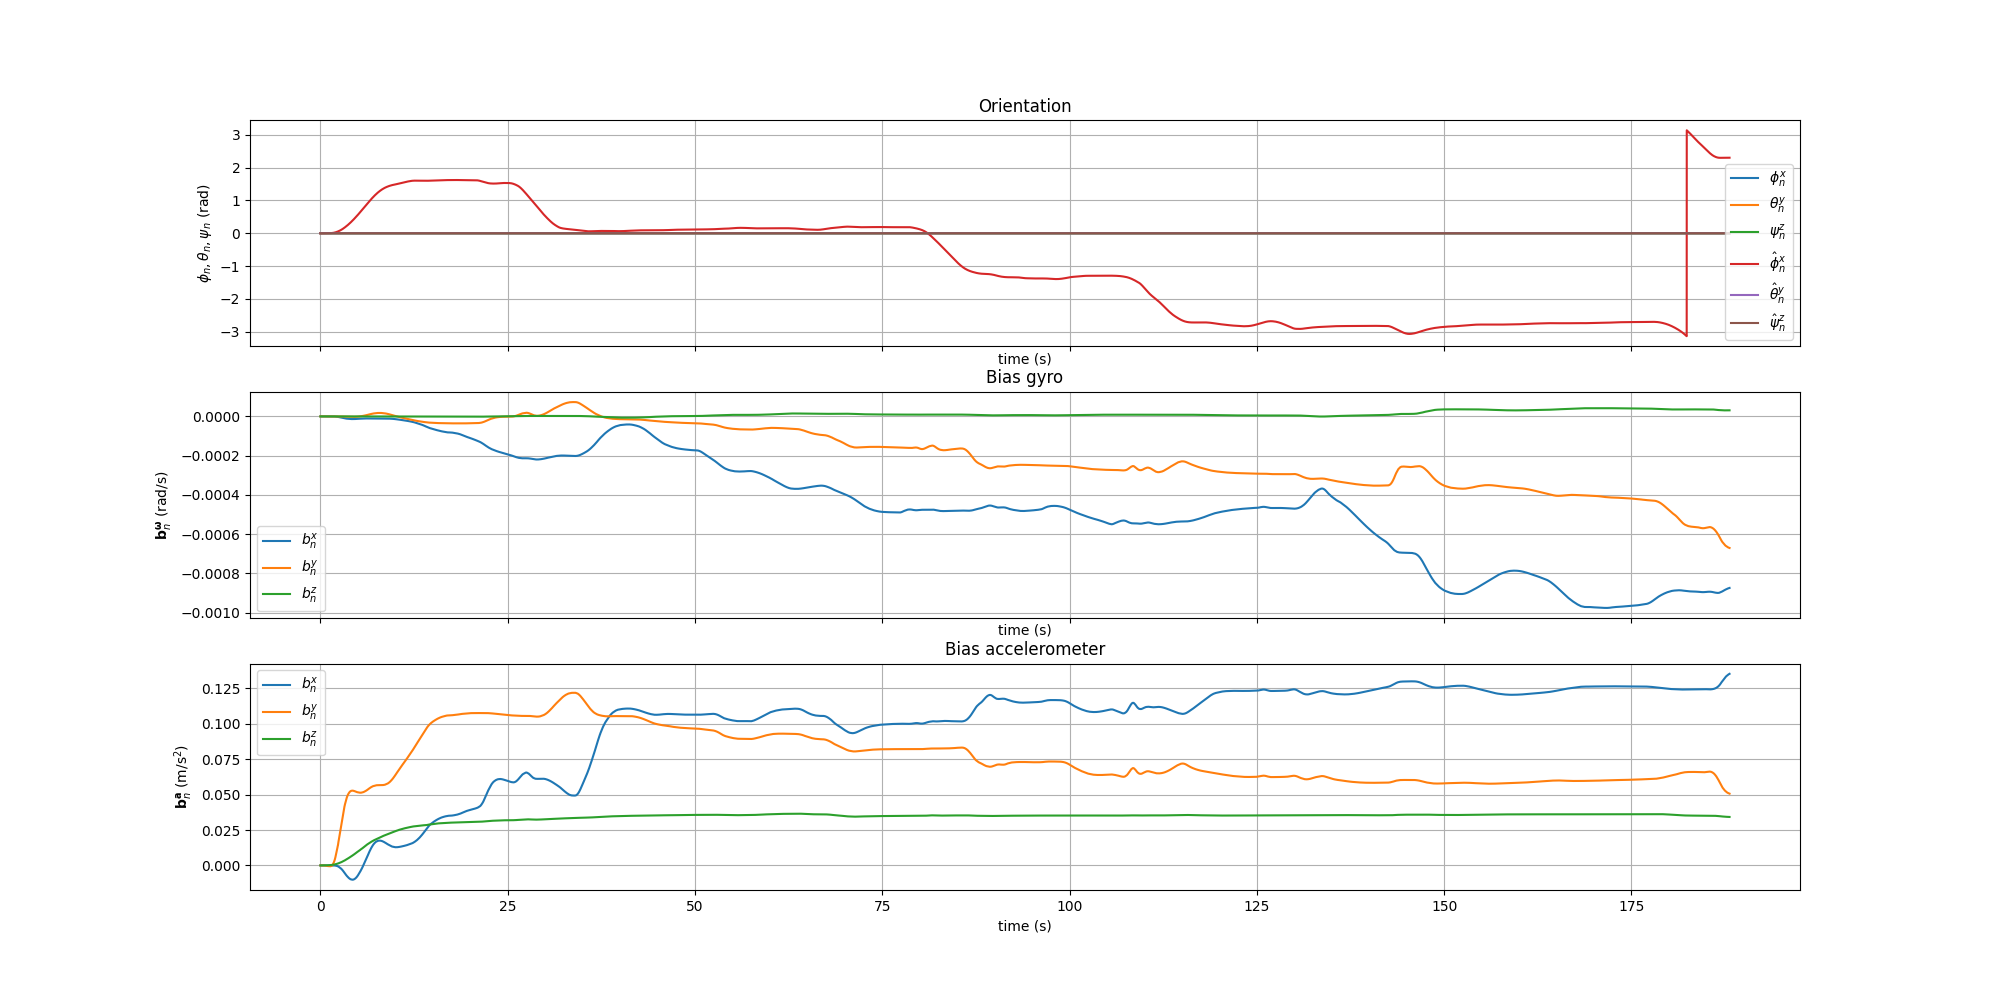 Orientation
ϕₙ, θₙ, ψₙ (rad)
3
2
1
0
−1
−2
−3
ϕₙˣ
θₙʸ
ψₙᶻ
ϕ̂ₙˣ
θ̂ₙʸ
ψ̂ₙᶻ
time (s)
Bias gyro
bₙ^ω (rad/s)
0.0000
−0.0002
−0.0004
−0.0006
−0.0008
−0.0010
bₙˣ
bₙʸ
bₙᶻ
time (s)
Bias accelerometer
bₙᵃ (m/s²)
0.125
0.100
0.075
0.050
0.025
0.000
bₙˣ
bₙʸ
bₙᶻ
0 25 50 75 100 125 150 175
time (s)